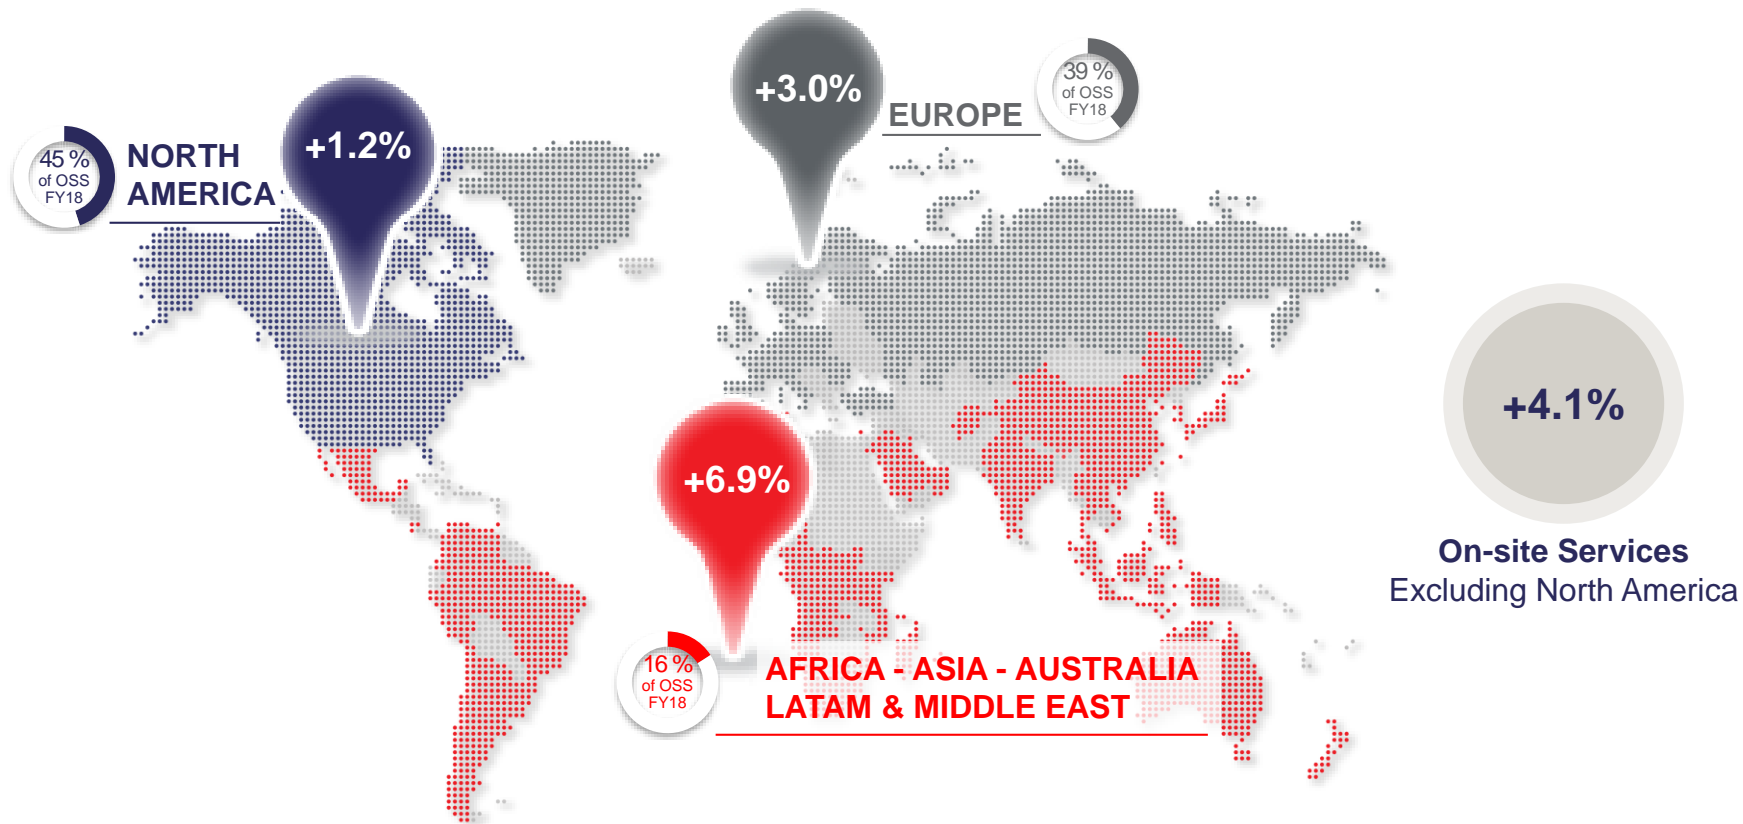 45 %
of OSS
FY18
NORTH
AMERICA
+1.2%
+3.0%
EUROPE
39 %
of OSS
FY18
+6.9%
16 %
of OSS
FY18
AFRICA - ASIA - AUSTRALIA
LATAM & MIDDLE EAST
+4.1%
On-site Services
Excluding North America